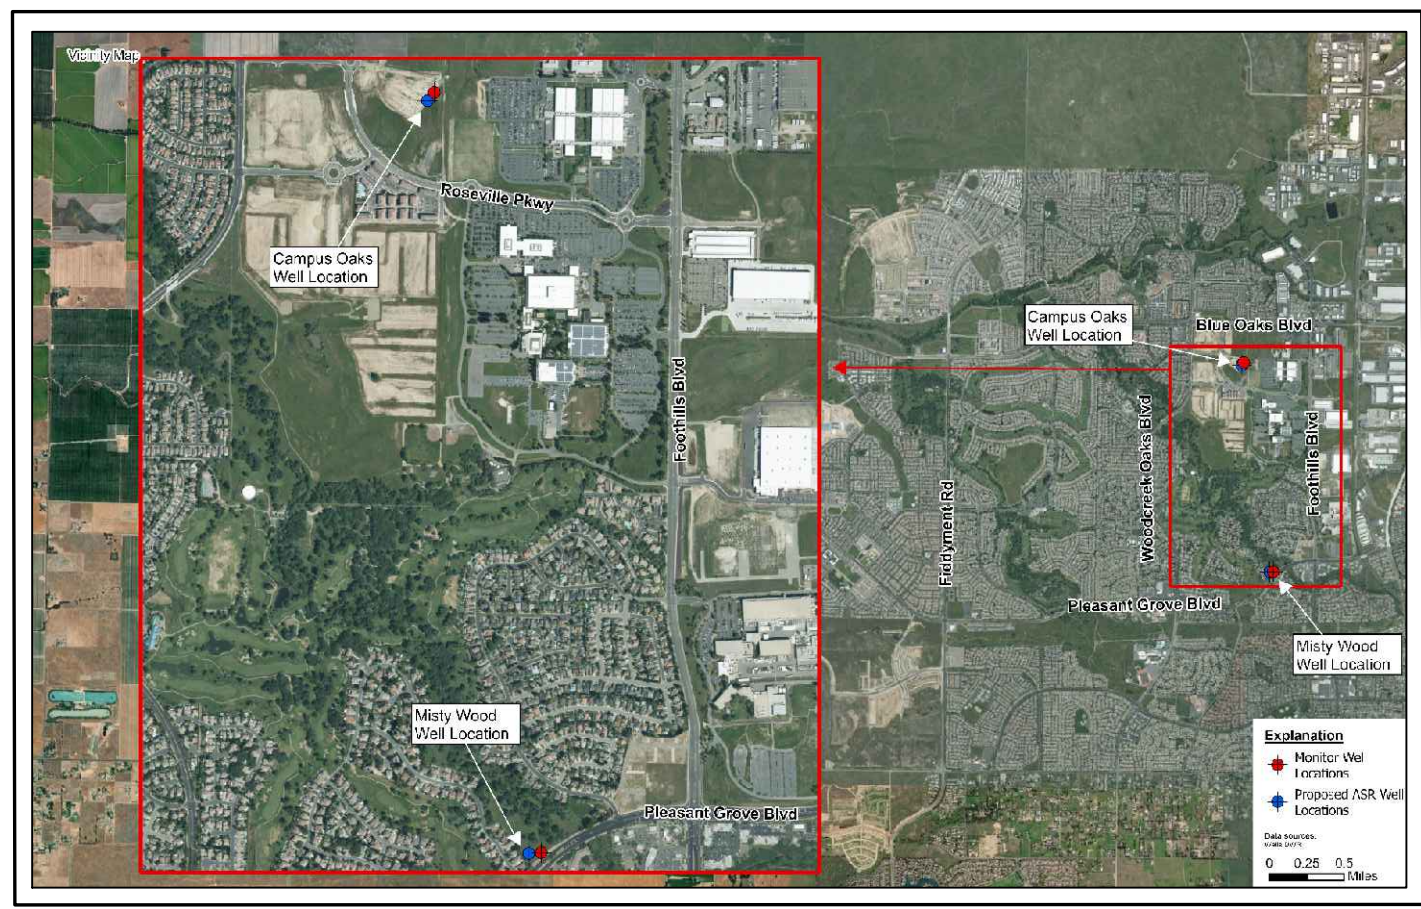 Vicinity Map
Roseville Pkwy
Campus Oaks
Well Location
Foothills Blvd
Misty Wood
Well Location
Pleasant Grove Blvd
Campus Oaks
Well Location
Blue Oaks Blvd
Woodcreek Oaks Blvd
Foothills Blvd
Fiddyment Rd
Pleasant Grove Blvd
Misty Wood
Well Location
Explanation
Monitor Well
Locations
Proposed ASR Well
Locations
Data sources:
Wells DWR
0 0.25 0.5
Miles